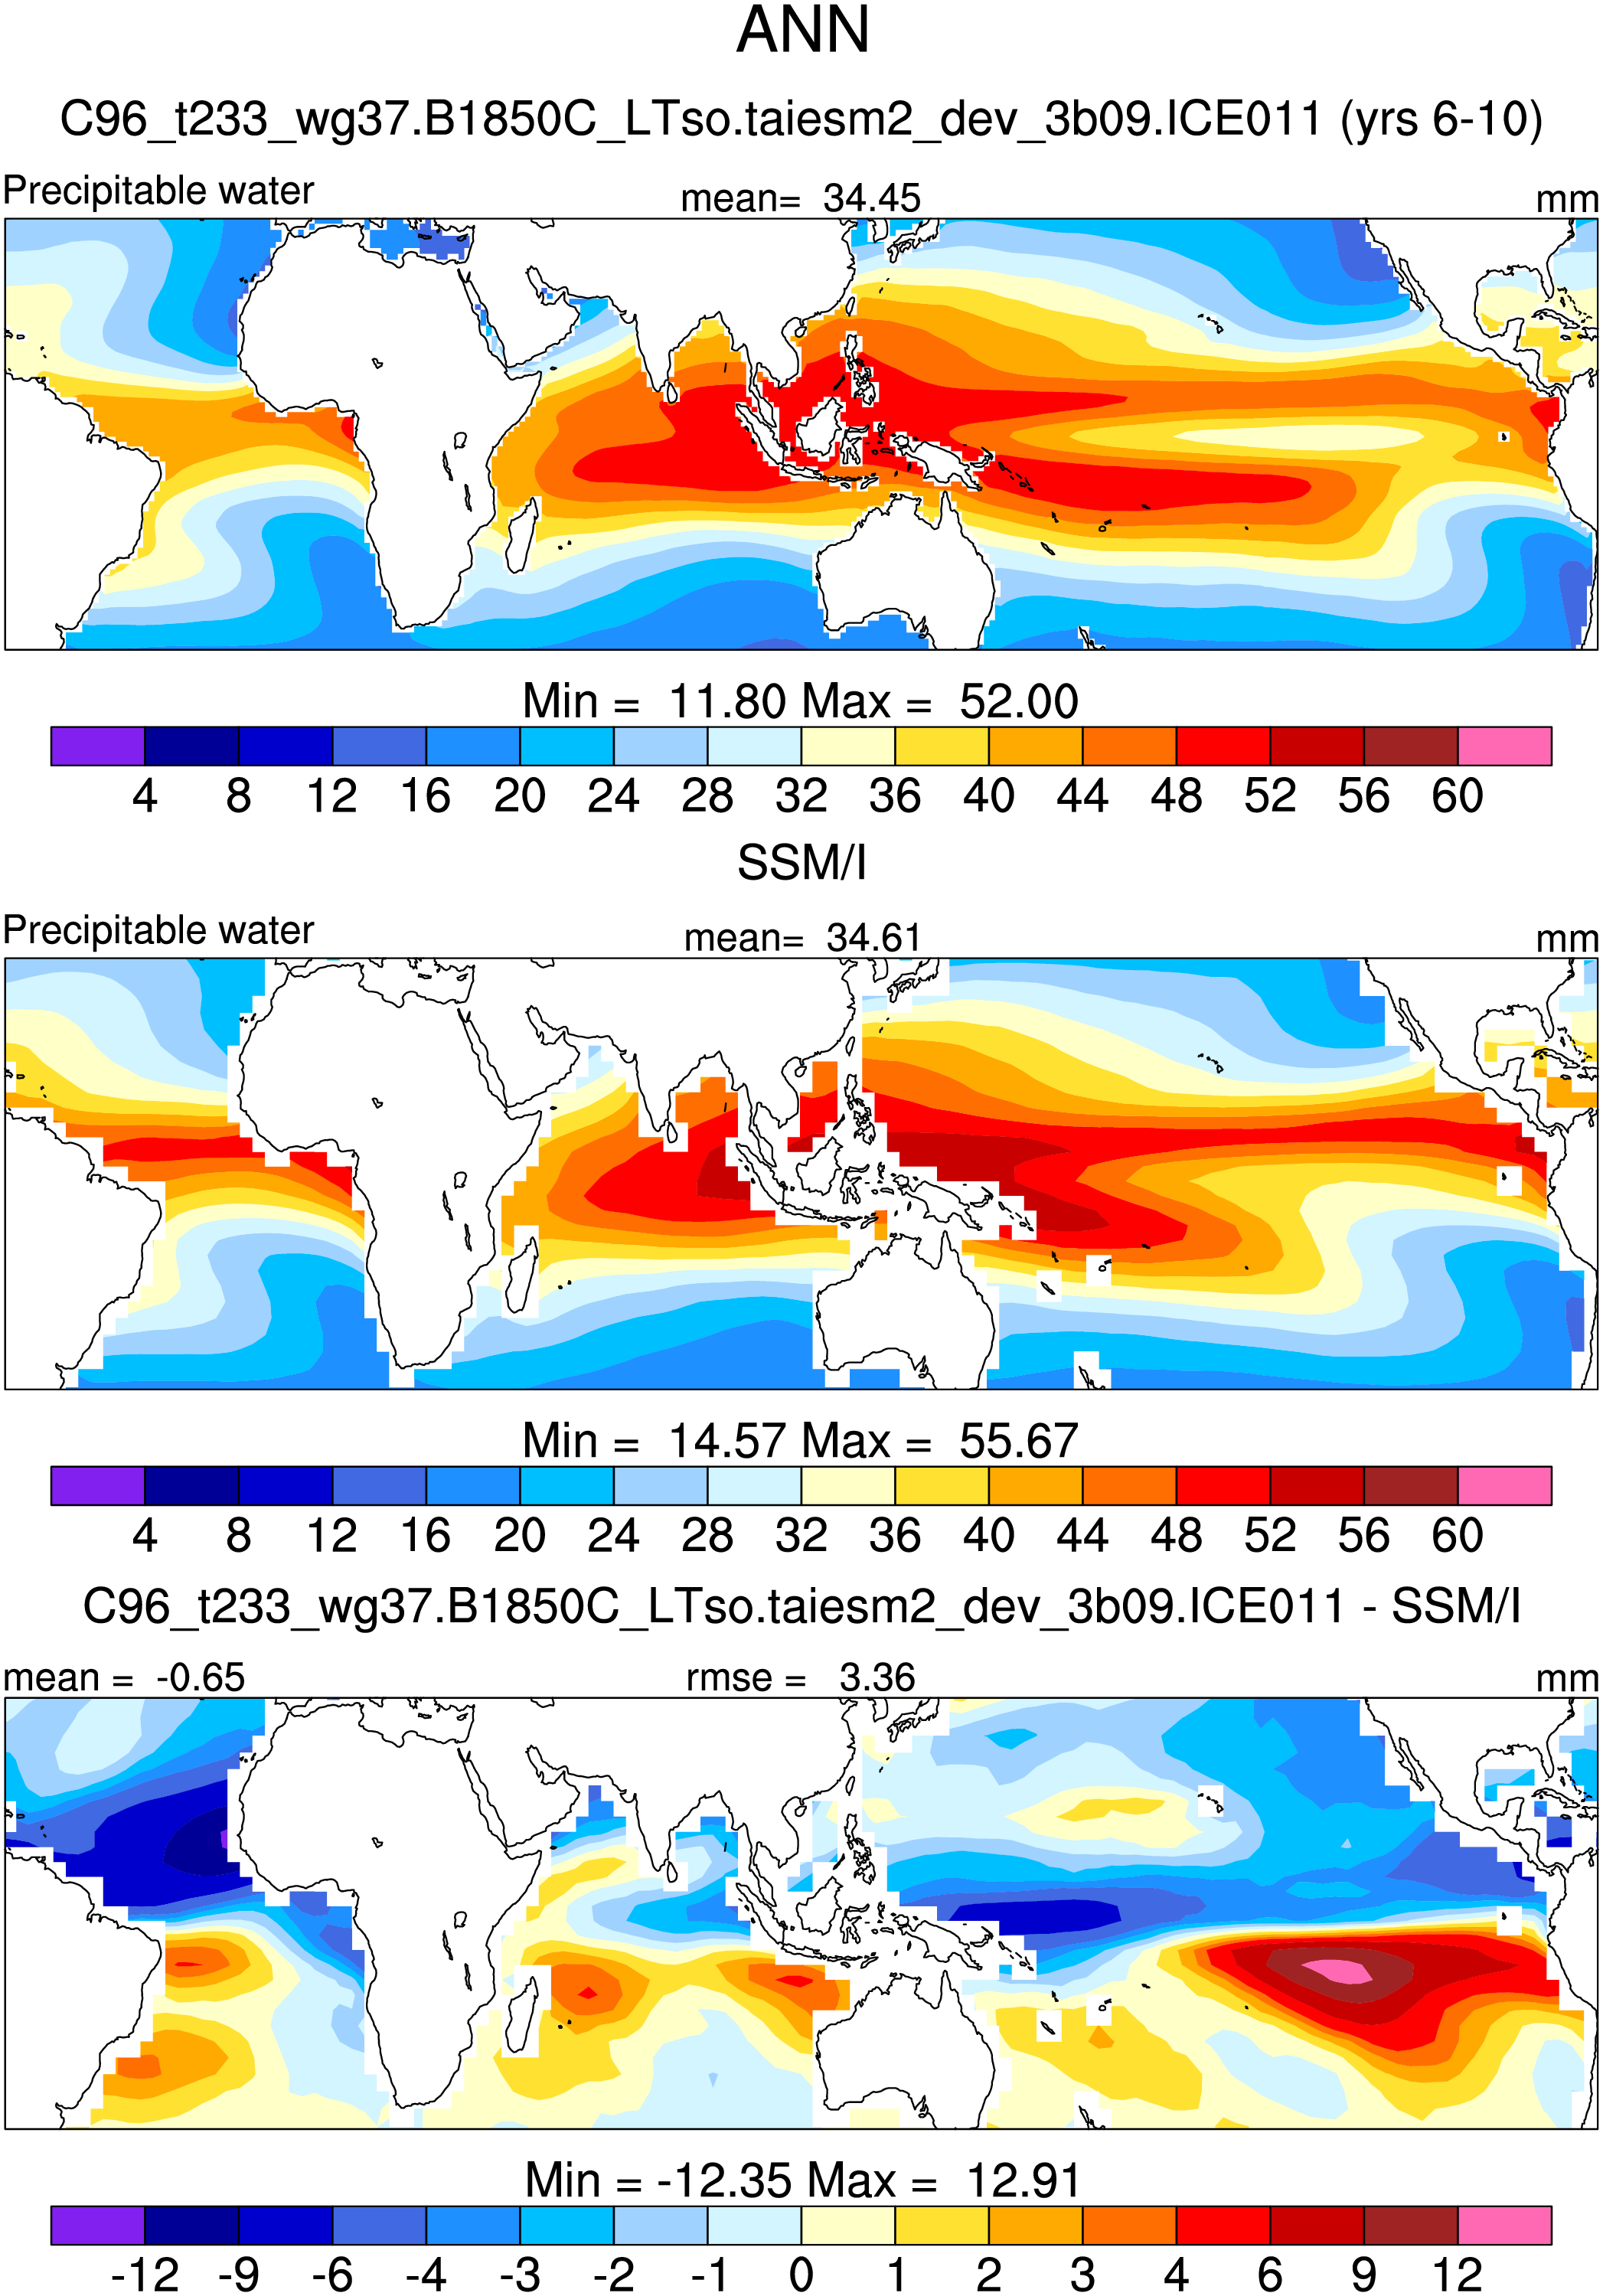 ANN
C96_t233_wg37.B1850C_LTso.taiesm2_dev_3b09.ICE011 (yrs 6-10)
Precipitable water mean= 34.45 mm
Min = 11.80 Max = 52.00
4 8 12 16 20 24 28 32 36 40 44 48 52 56 60
SSM/I
Precipitable water mean= 34.61 mm
Min = 14.57 Max = 55.67
4 8 12 16 20 24 28 32 36 40 44 48 52 56 60
C96_t233_wg37.B1850C_LTso.taiesm2_dev_3b09.ICE011 - SSM/I
mean = -0.65 rmse = 3.36 mm
Min = -12.35 Max = 12.91
-12 -9 -6 -4 -3 -2 -1 0 1 2 3 4 6 9 12